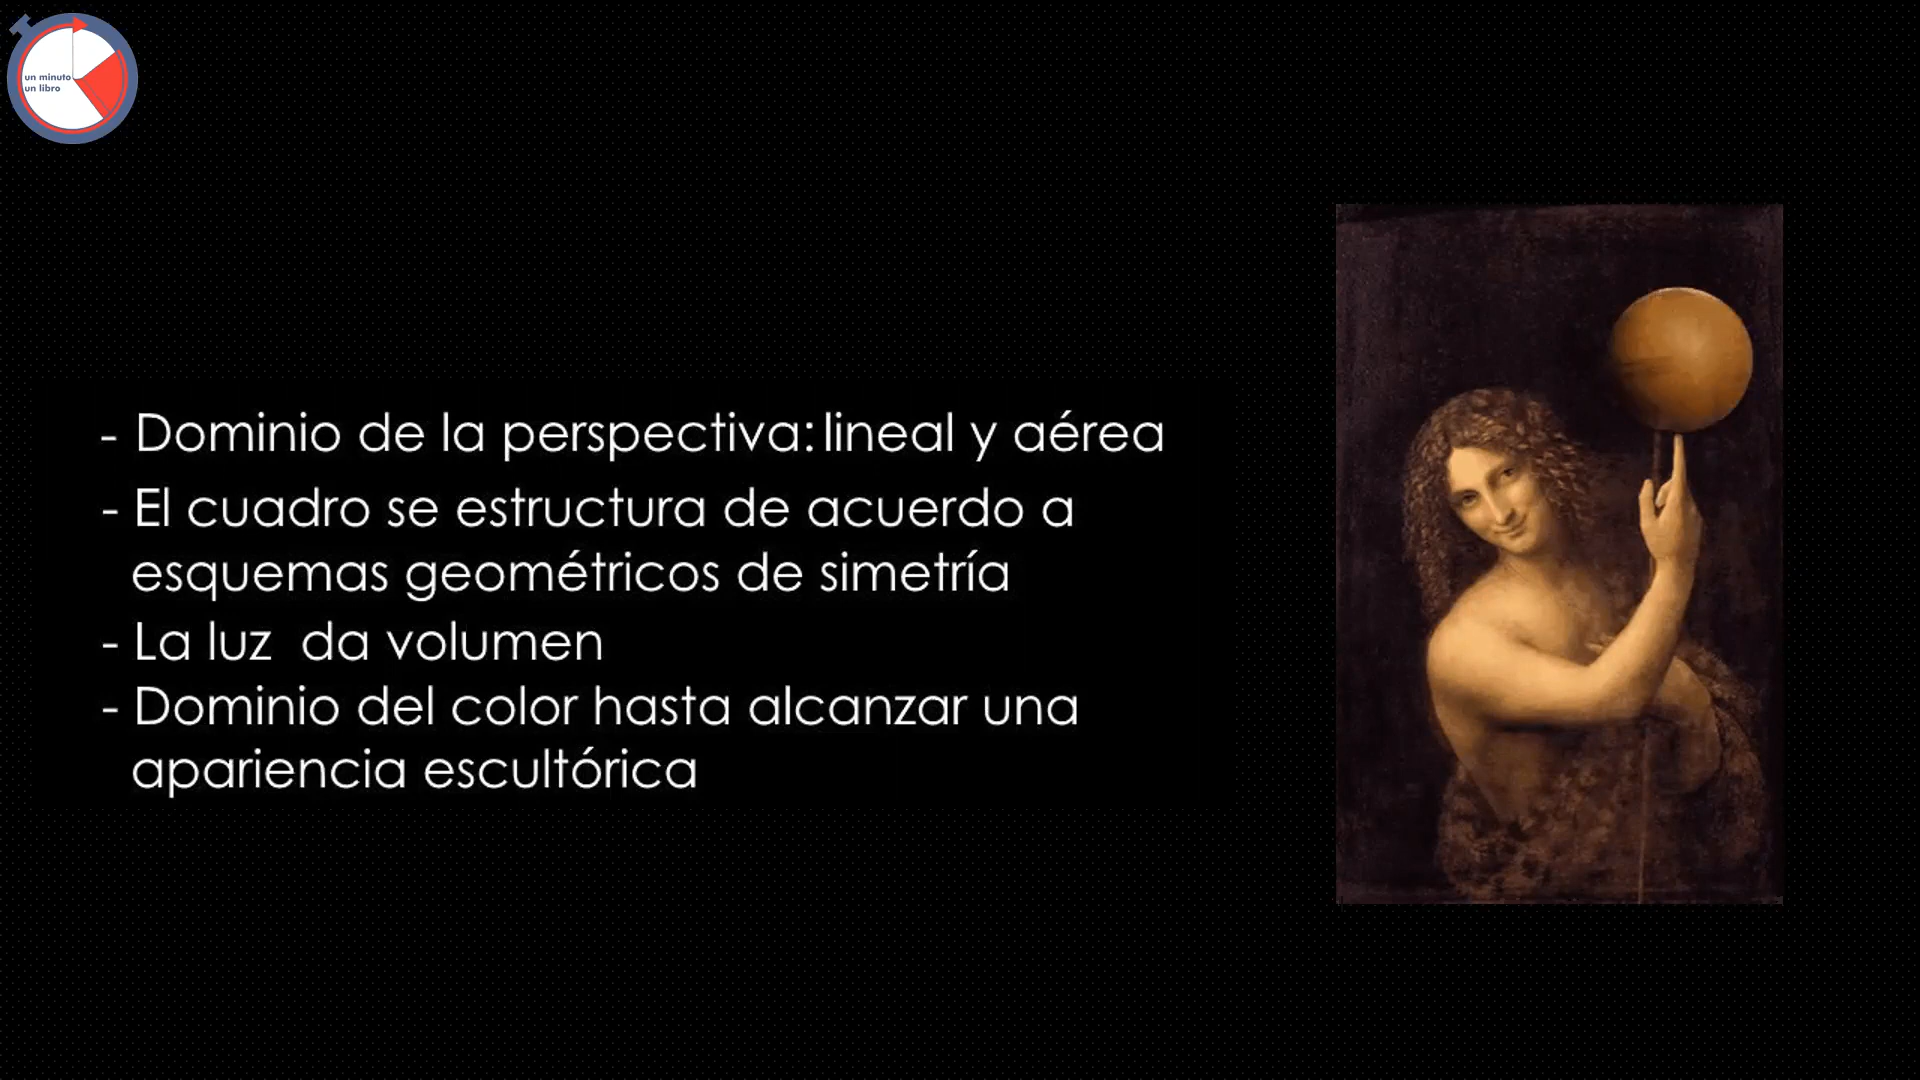 un minuto
un libro
- Dominio de la perspectiva: lineal y aérea
- El cuadro se estructura de acuerdo a
esquemas geométricos de simetría
- La luz  da volumen
- Dominio del color hasta alcanzar una
apariencia escultórica